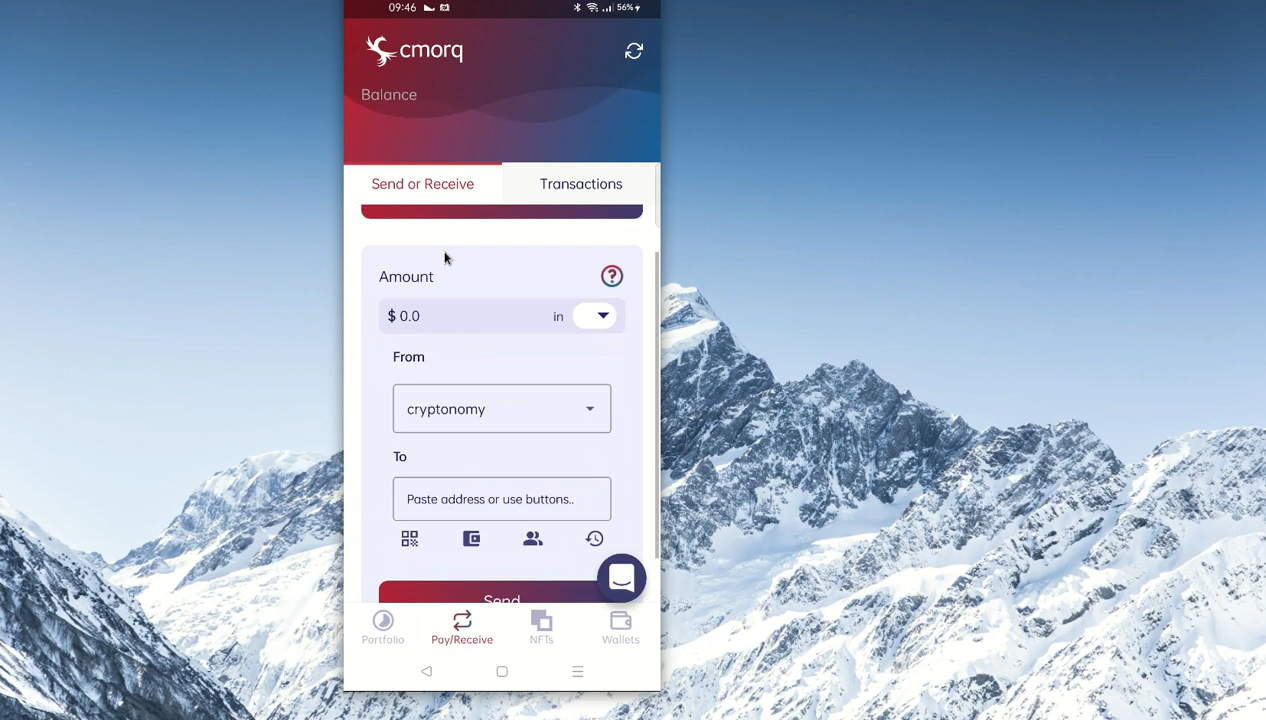 09:46
56%
cmorq
Balance
Send or Receive
Transactions
Amount
?
$ 0.0
in
From
cryptonomy
To
Paste address or use buttons..
Send
Portfolio
Pay/Receive
NFTs
Wallets